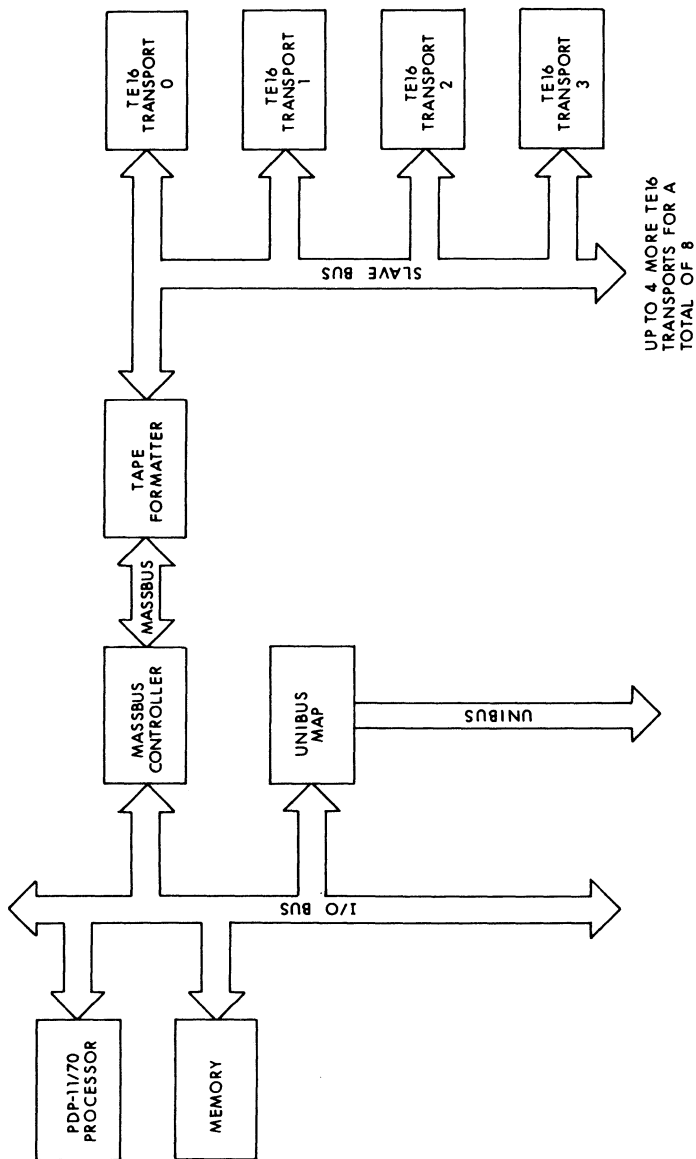 PDP-11/70
PROCESSOR
MEMORY
I/O BUS
MASSBUS
CONTROLLER
UNIBUS
MAP
UNIBUS
MASSBUS
TAPE
FORMATTER
SLAVE BUS
TE16
TRANSPORT
0
TE16
TRANSPORT
1
TE16
TRANSPORT
2
TE16
TRANSPORT
3
UP TO 4 MORE TE16
TRANSPORTS FOR A
TOTAL OF 8